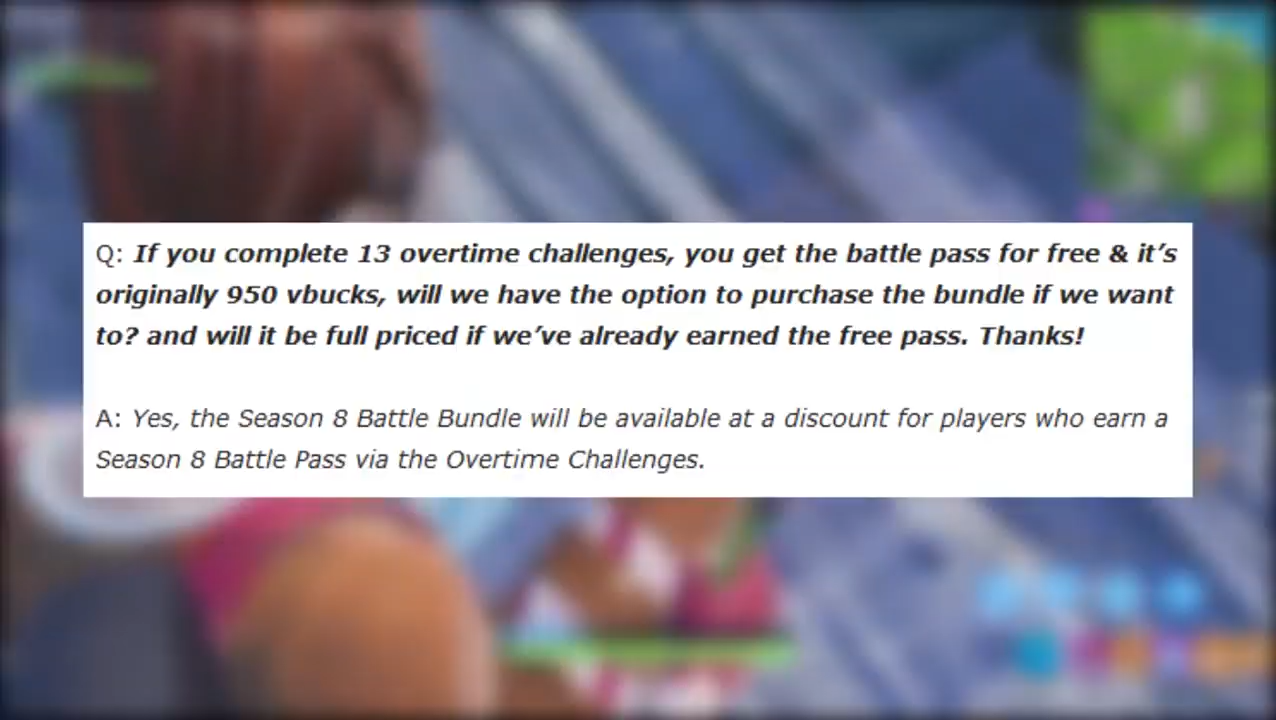 Q: If you complete 13 overtime challenges, you get the battle pass for free & it’s
originally 950 vbucks, will we have the option to purchase the bundle if we want
to? and will it be full priced if we’ve already earned the free pass. Thanks!
A: Yes, the Season 8 Battle Bundle will be available at a discount for players who earn a
Season 8 Battle Pass via the Overtime Challenges.